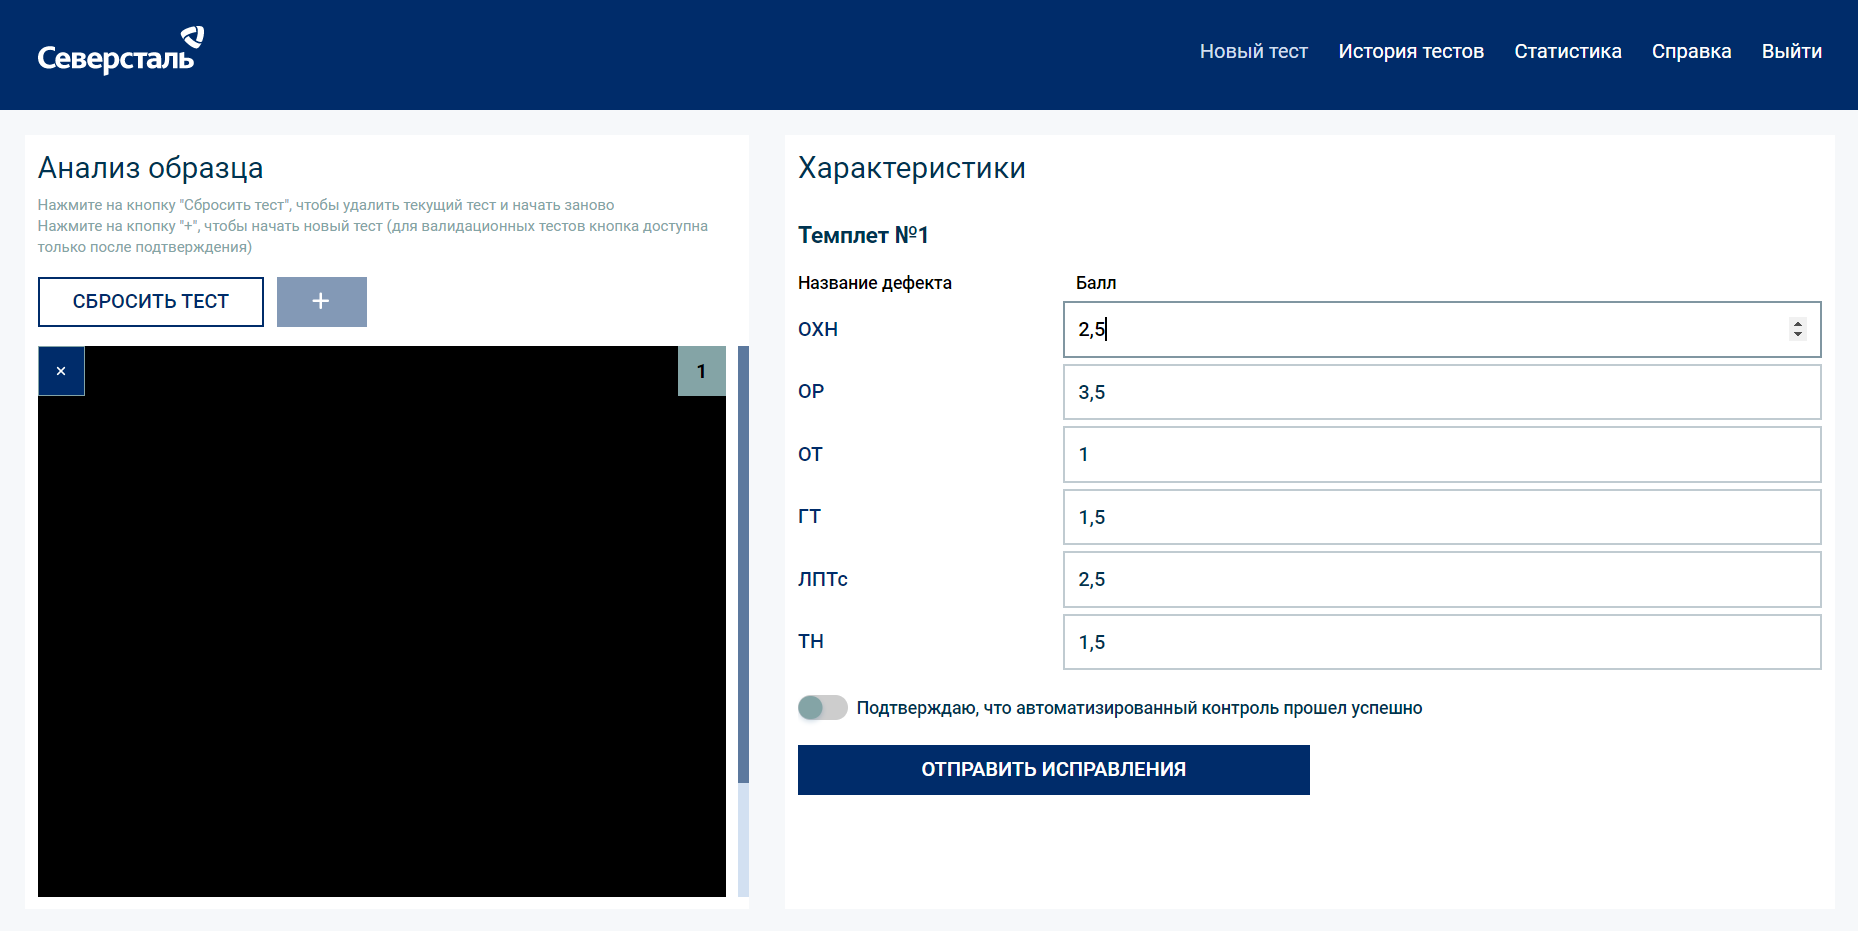 Северсталь
Новый тест История тестов Статистика Справка Выйти
Анализ образца
Нажмите на кнопку "Сбросить тест", чтобы удалить текущий тест и начать заново
Нажмите на кпопку "+", чтобы начать новый тест (для валидационных тестов кнопка доступна
только после подтверждения)
СБРОСИТЬ ТЕСТ +
× 1
Характеристики
Темплет №1
Название дефекта Балл
ОХН 2,5
ОР 3,5
ОТ 1
ГТ 1,5
ЛПТс 2,5
ТН 1,5
Подтверждаю, что автоматизированный контроль прошел успешно
ОТПРАВИТЬ ИСПРАВЛЕНИЯ